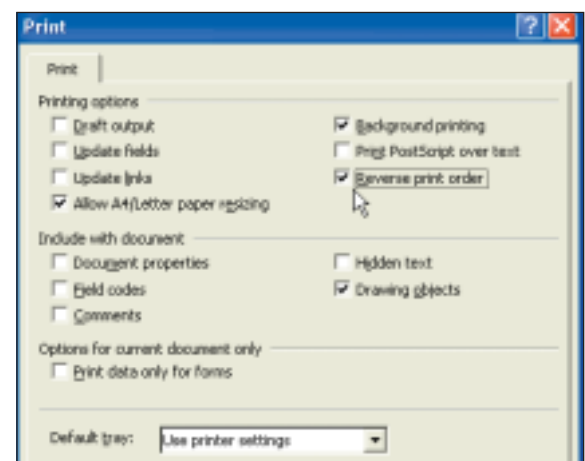 Print
Print
Printing options
Draft output
Background printing
Update fields
Print PostScript over text
Update links
Reverse print order
Allow A4/Letter paper resizing
Include with document
Document properties
Hidden text
Field codes
Drawing objects
Comments
Options for current document only
Print data only for forms
Default tray: Use printer settings